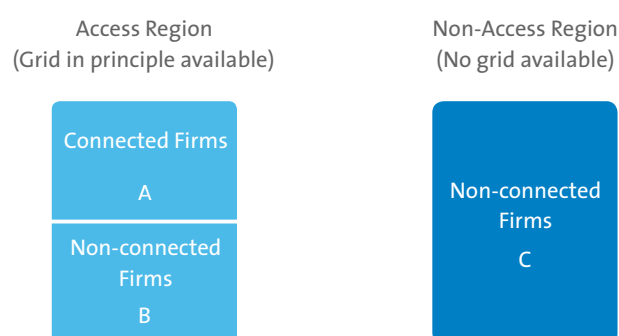 Access Region
(Grid in principle available)
Connected Firms
A
Non-connected
Firms
B
Non-Access Region
(No grid available)
Non-connected
Firms
C